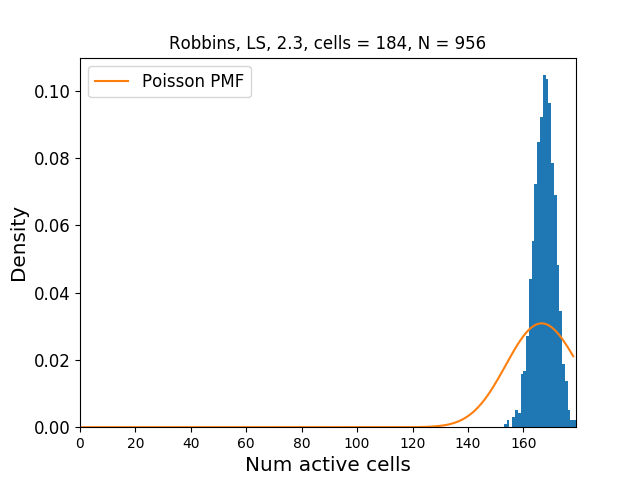 Robbins, LS, 2.3, cells = 184, N = 956
Poisson PMF
0.10
0.08
0.06
0.04
0.02
0.00
Density
0 20 40 60 80 100 120 140 160
Num active cells